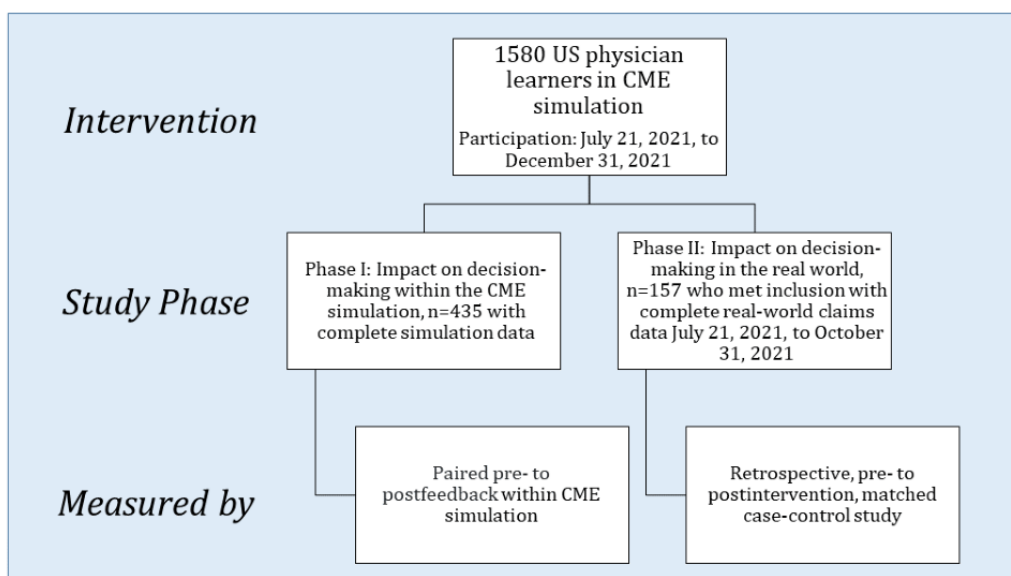 Intervention
1580 US physician
learners in CME
simulation
Participation: July 21, 2021, to
December 31, 2021
Study Phase
Phase I: Impact on decision-
making within the CME
simulation, n=435 with
complete simulation data
Phase II: Impact on decision-
making in the real world,
n=157 who met inclusion with
complete real-world claims
data July 21, 2021, to October
31, 2021
Measured by
Paired pre- to
postfeedback within CME
simulation
Retrospective, pre- to
postintervention, matched
case-control study